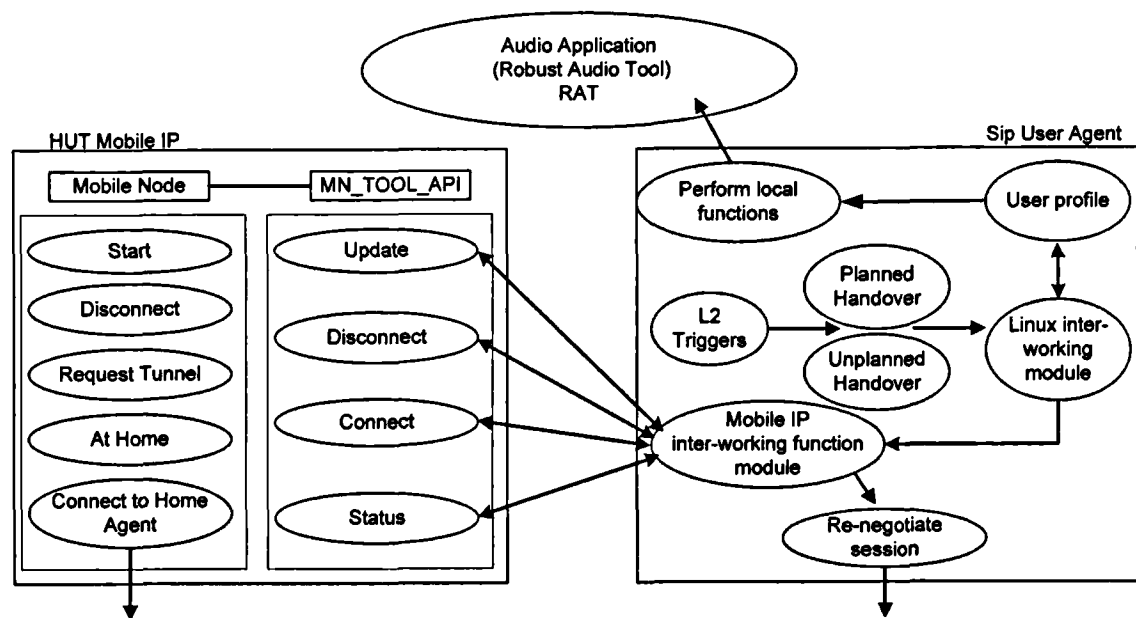 Audio Application
(Robust Audio Tool)
RAT
HUT Mobile IP
Mobile Node
MN_TOOL_API
Start
Disconnect
Request Tunnel
At Home
Connect to Home
Agent
Update
Disconnect
Connect
Status
Sip User Agent
Perform local
functions
User profile
L2
Triggers
Planned
Handover
Unplanned
Handover
Linux inter-
working
module
Mobile IP
inter-working function
module
Re-negotiate
session